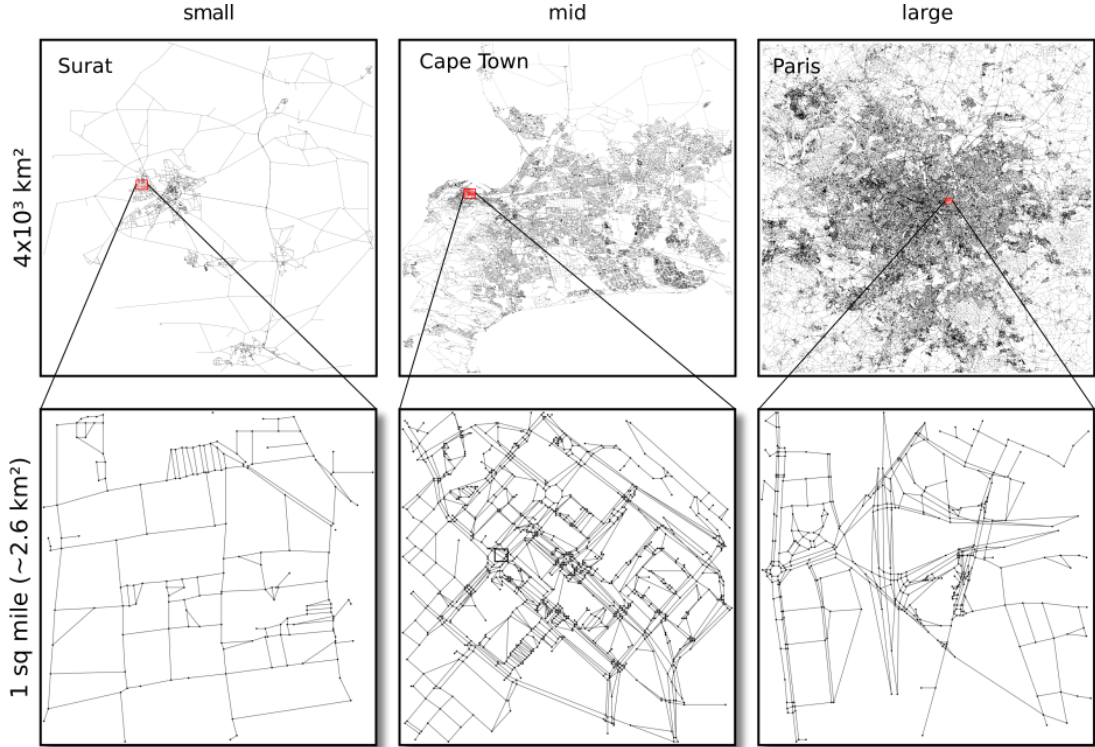 small
mid
large
Surat
Cape Town
Paris
4x10³ km²
1 sq mile (~2.6 km²)